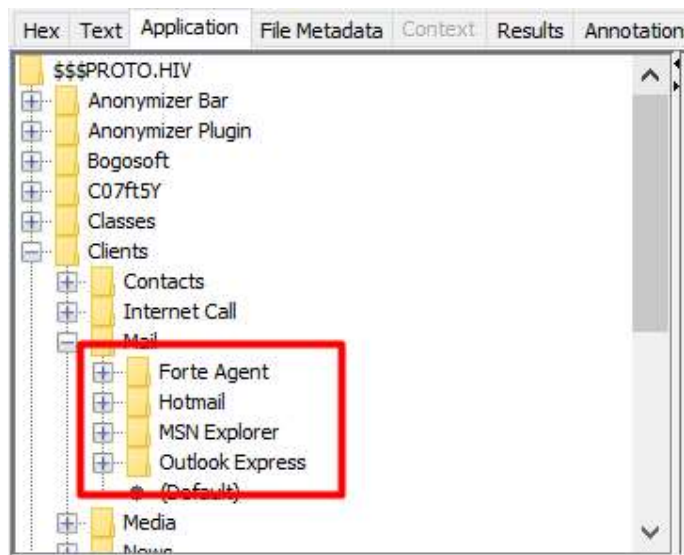 Hex Text Application File Metadata Context Results Annotation
$$$PROTO.HIV
Anonymizer Bar
Anonymizer Plugin
Bogosoft
C07ft5Y
Classes
Clients
Contacts
Internet Call
Mail
Forte Agent
Hotmail
MSN Explorer
Outlook Express
(Default)
Media
News